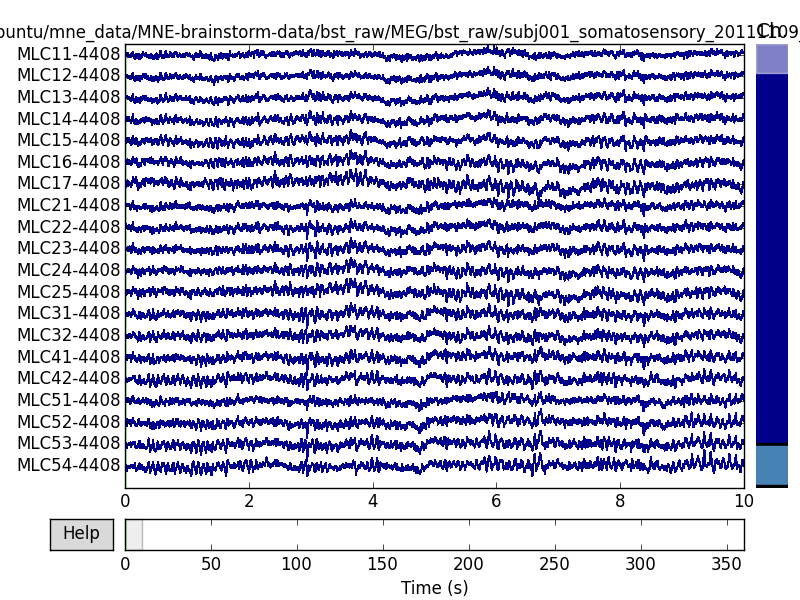 buntu/mne_data/MNE-brainstorm-data/bst_raw/MEG/bst_raw/subj001_somatosensory_20111109_
Ch.
MLC11-4408
MLC12-4408
MLC13-4408
MLC14-4408
MLC15-4408
MLC16-4408
MLC17-4408
MLC21-4408
MLC22-4408
MLC23-4408
MLC24-4408
MLC25-4408
MLC31-4408
MLC32-4408
MLC41-4408
MLC42-4408
MLC51-4408
MLC52-4408
MLC53-4408
MLC54-4408
0 2 4 6 8 10
Help
0 50 100 150 200 250 300 350
Time (s)